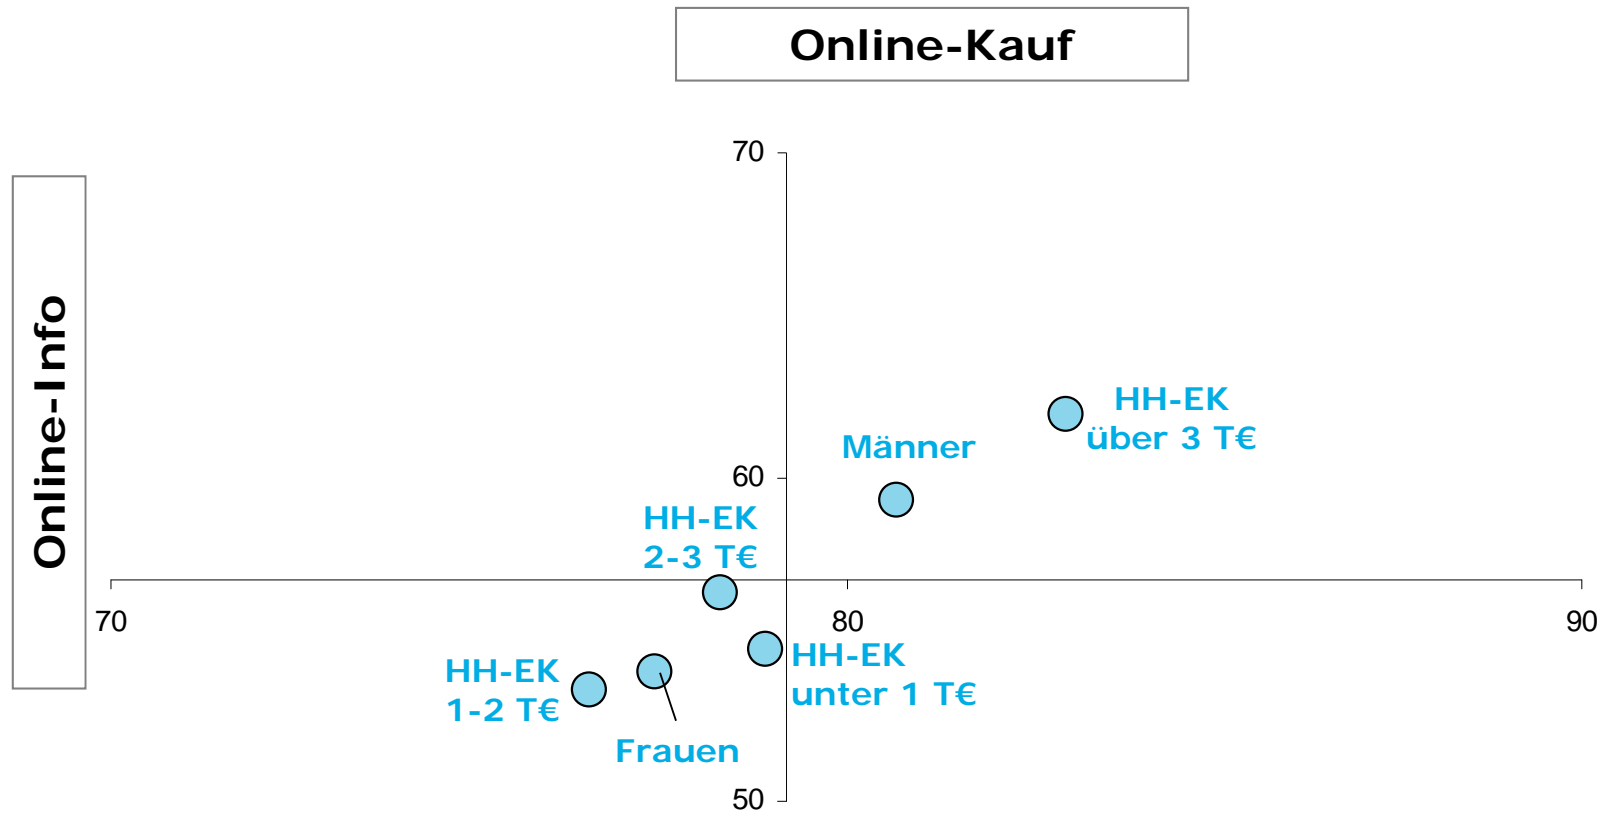 Online-Kauf
Online-Info
70
60
50
70
80
90
HH-EK
über 3 T€
Männer
HH-EK
2-3 T€
HH-EK
unter 1 T€
HH-EK
1-2 T€
Frauen